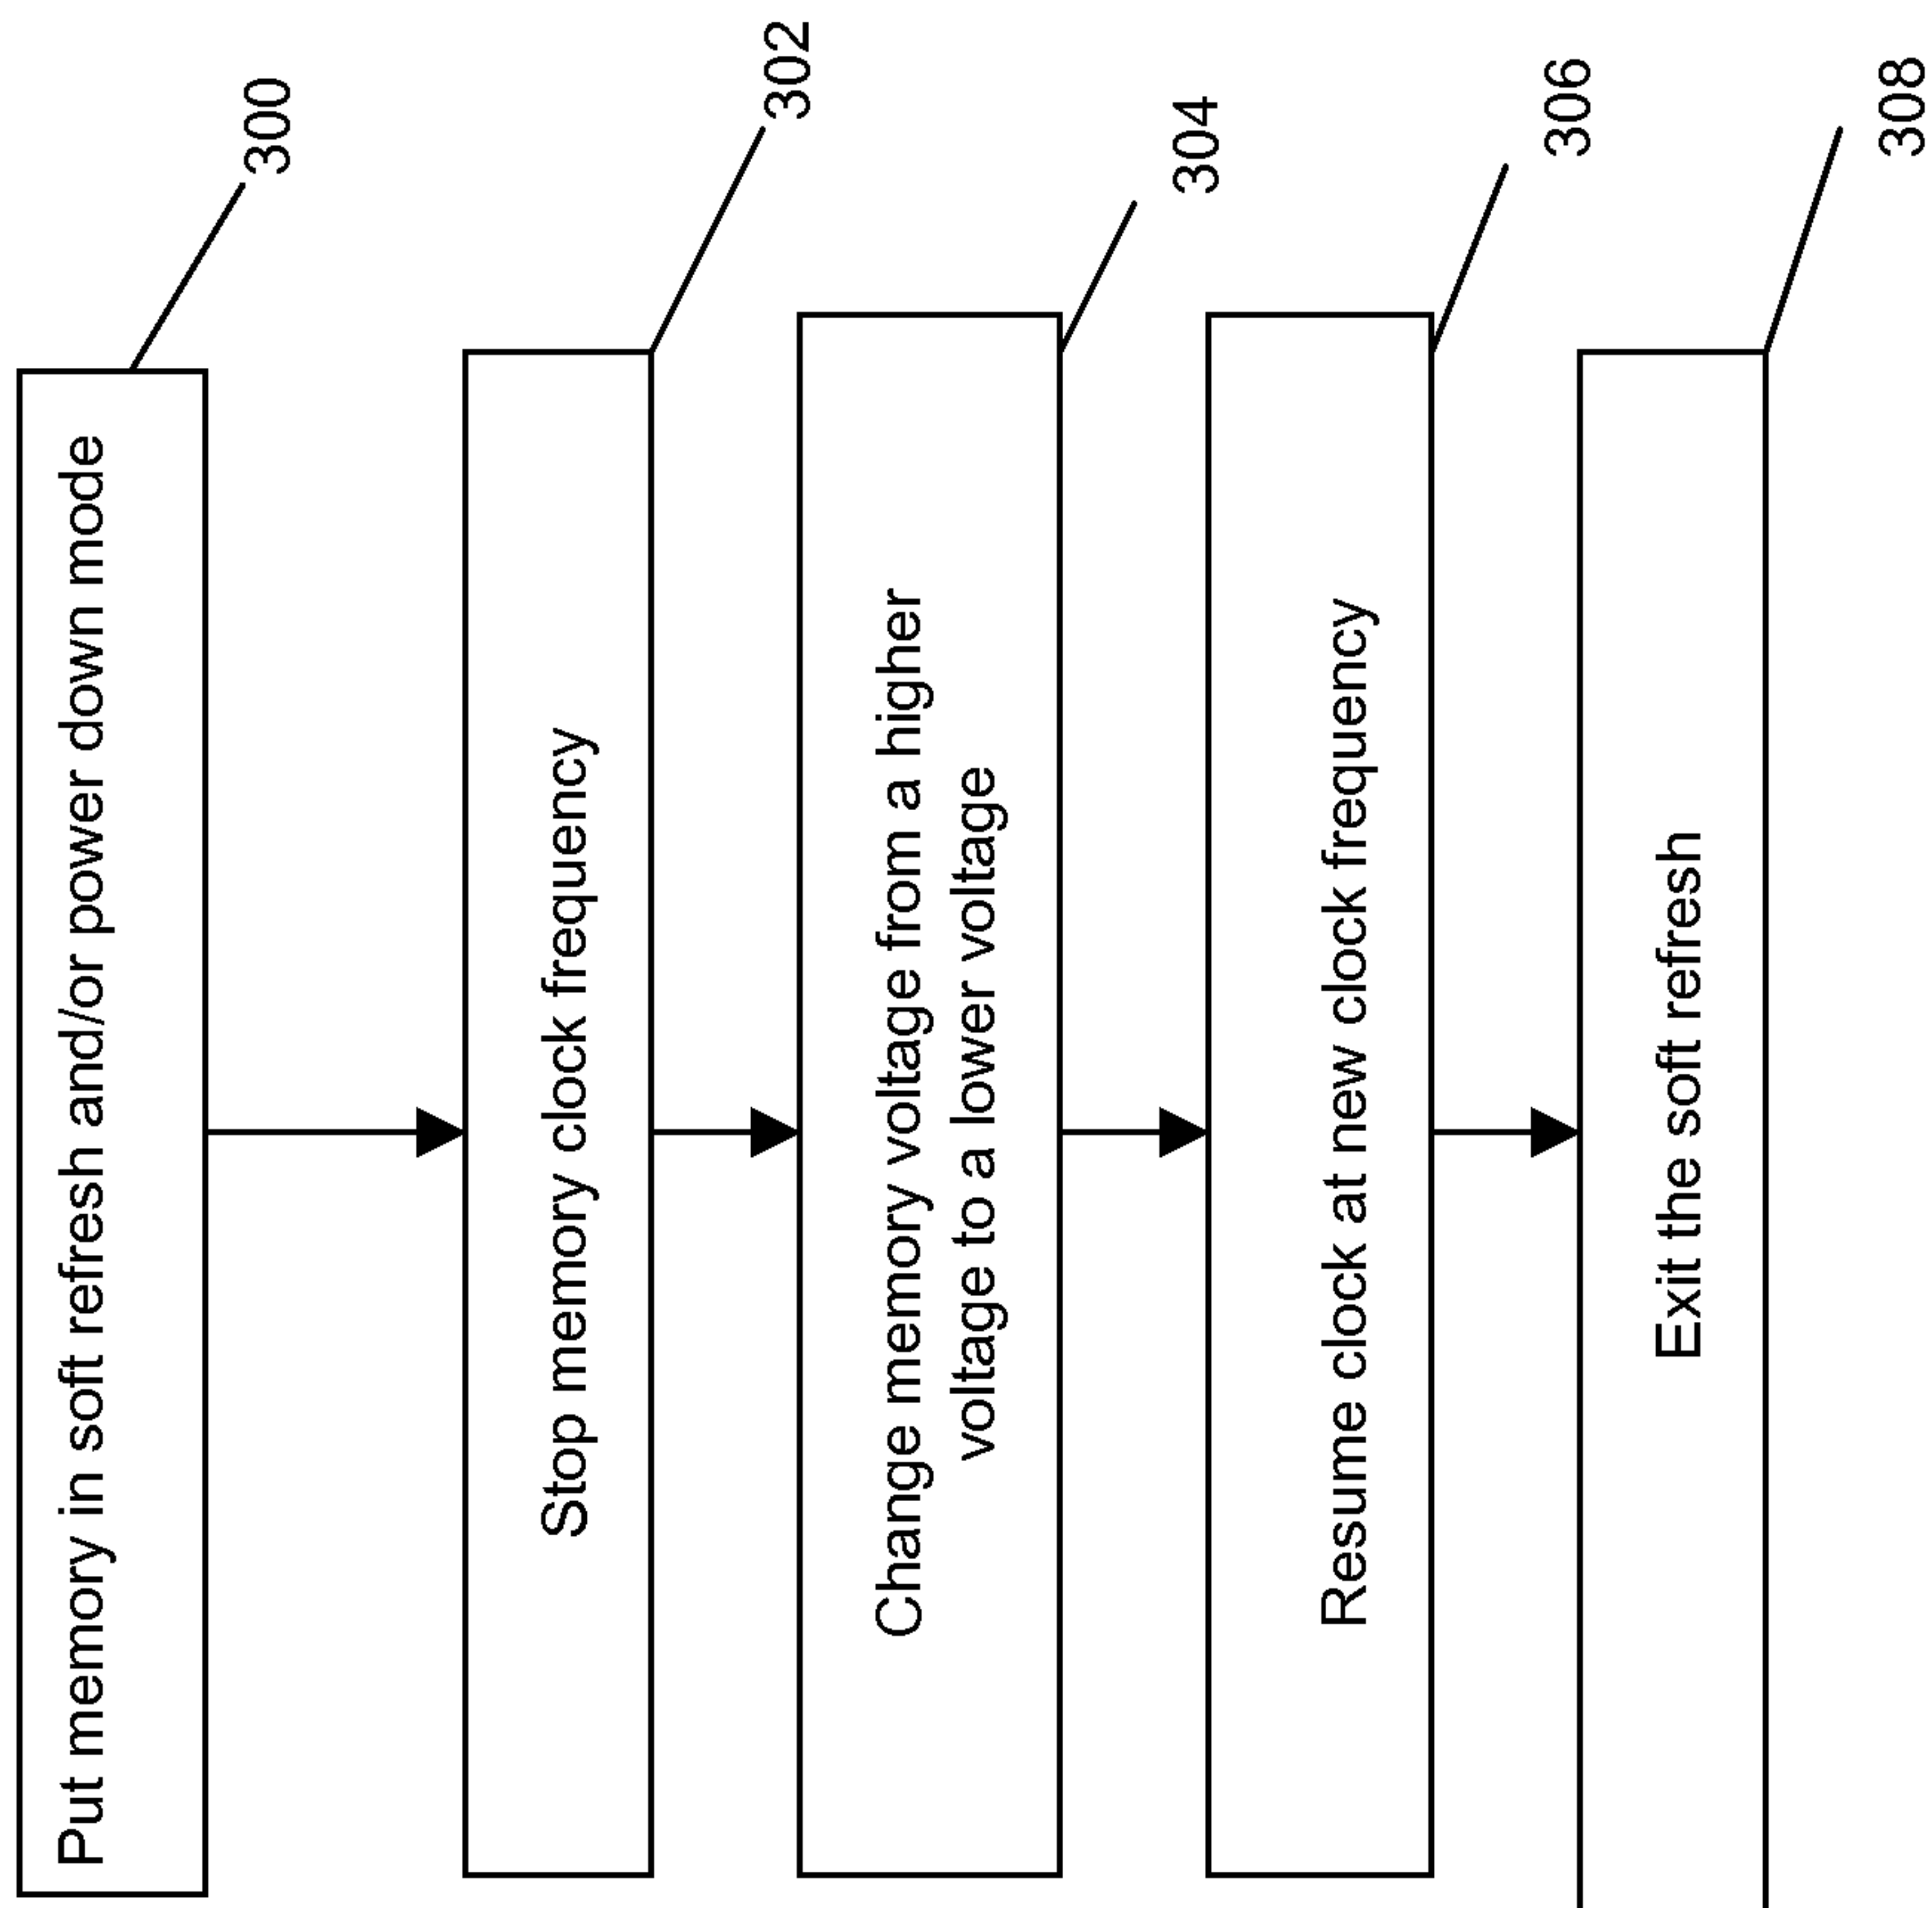 Put memory in soft refresh and/or power down mode
300
Stop memory clock frequency
302
Change memory voltage from a higher
voltage to a lower voltage
304
Resume clock at new clock frequency
306
Exit the soft refresh
308